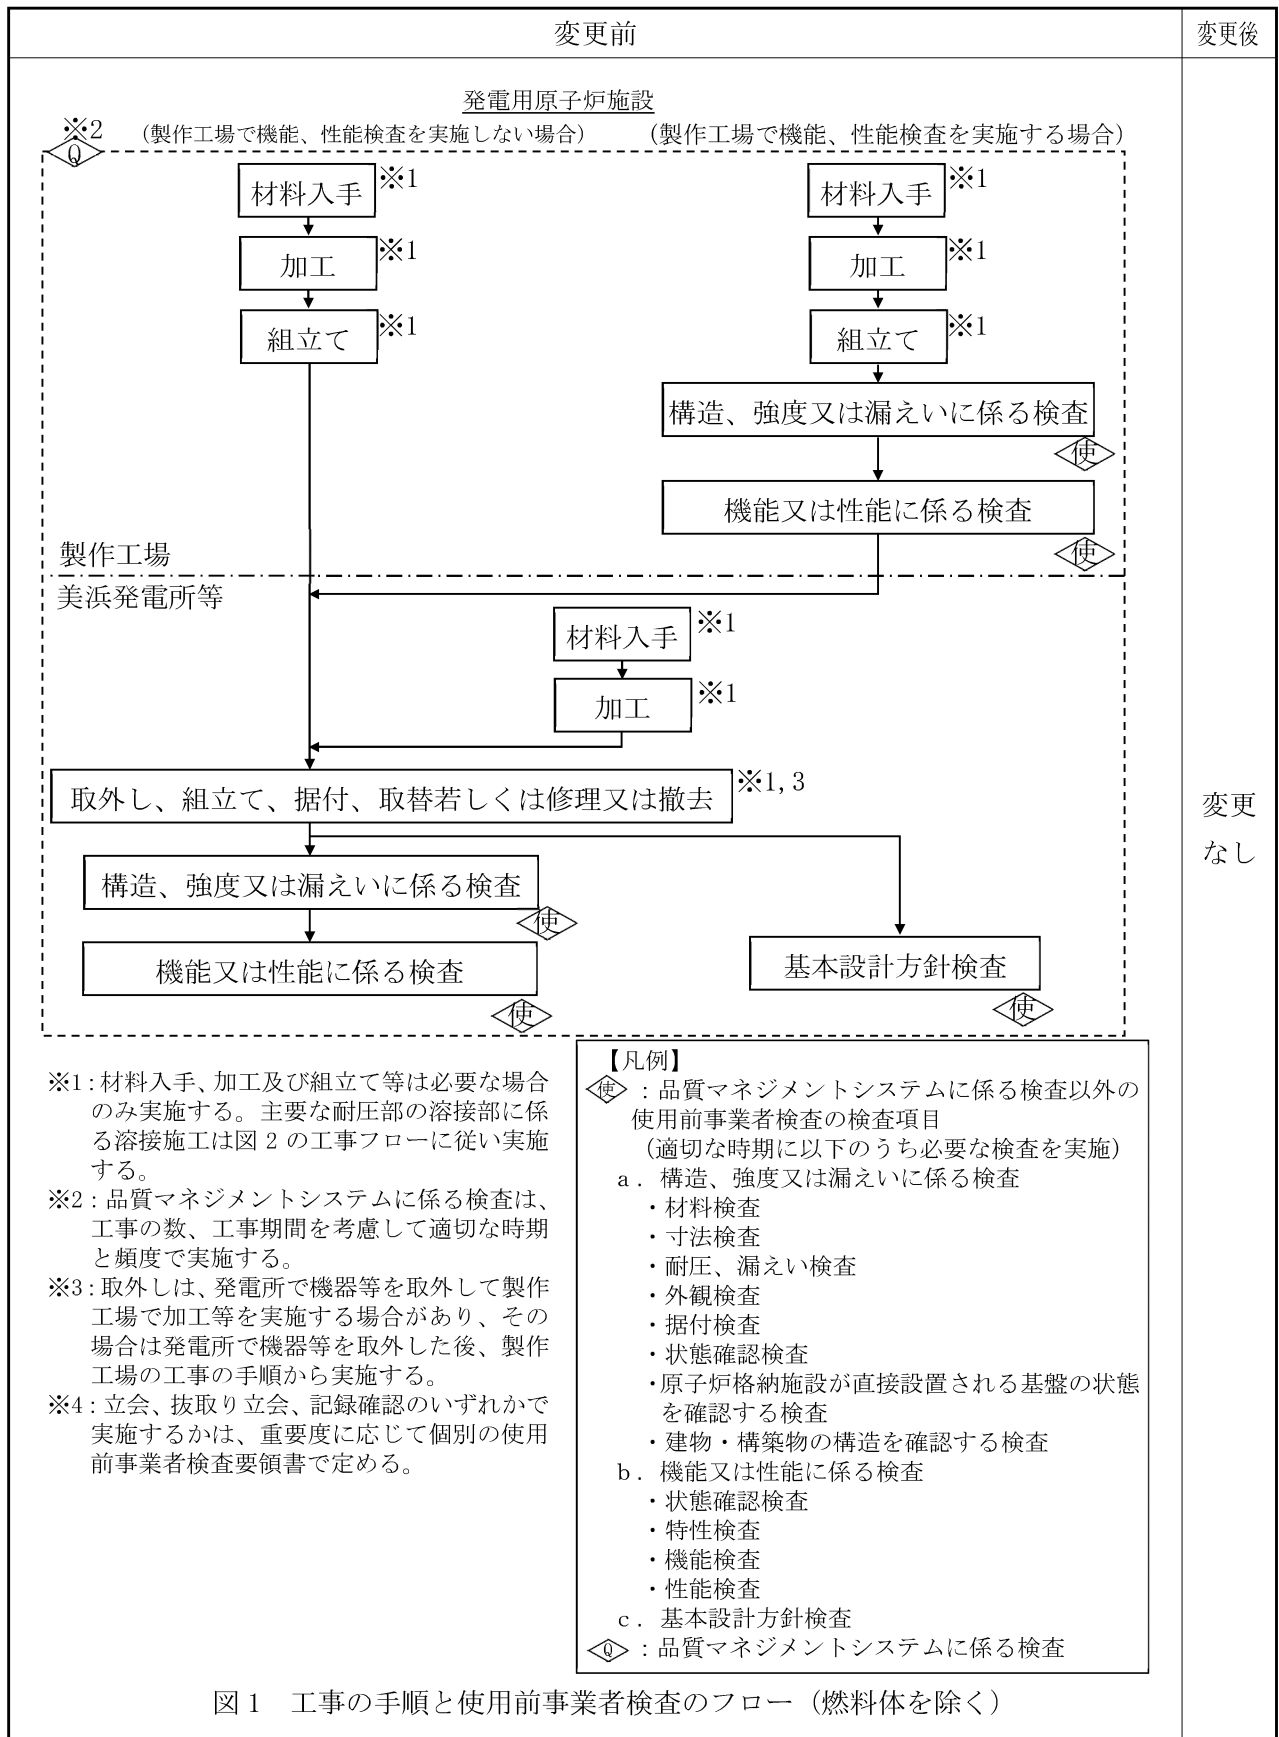 変更前
変更後
発電用原子炉施設
※2
(製作工場で機能、性能検査を実施しない場合)
(製作工場で機能、性能検査を実施する場合)
Q
材料入手
※1
材料入手
※1
加工
※1
加工
※1
組立て
※1
組立て
※1
構造、強度又は漏えいに係る検査
使
機能又は性能に係る検査
使
製作工場
美浜発電所等
材料入手
※1
加工
※1
取外し、組立て、据付、取替若しくは修理又は撤去
※1, 3
構造、強度又は漏えいに係る検査
使
機能又は性能に係る検査
使
基本設計方針検査
使
変更
なし
※1：材料入手、加工及び組立て等は必要な場合
のみ実施する。主要な耐圧部の溶接部に係
る溶接施工は図 2 の工事フローに従い実施
する。
※2：品質マネジメントシステムに係る検査は、
工事の数、工事期間を考慮して適切な時期
と頻度で実施する。
※3：取外しは、発電所で機器等を取外して製作
工場で加工等を実施する場合があり、その
場合は発電所で機器等を取外した後、製作
工場の工事の手順から実施する。
※4：立会、抜取り立会、記録確認のいずれかで
実施するかは、重要度に応じて個別の使用
前事業者検査要領書で定める。
【凡例】
使：品質マネジメントシステムに係る検査以外の
使用前事業者検査の検査項目
(適切な時期に以下のうち必要な検査を実施)
a．構造、強度又は漏えいに係る検査
・材料検査
・寸法検査
・耐圧、漏えい検査
・外観検査
・据付検査
・状態確認検査
・原子炉格納施設が直接設置される基盤の状態
を確認する検査
・建物・構築物の構造を確認する検査
b．機能又は性能に係る検査
・状態確認検査
・特性検査
・機能検査
・性能検査
c．基本設計方針検査
Q：品質マネジメントシステムに係る検査
図 1　工事の手順と使用前事業者検査のフロー（燃料体を除く）